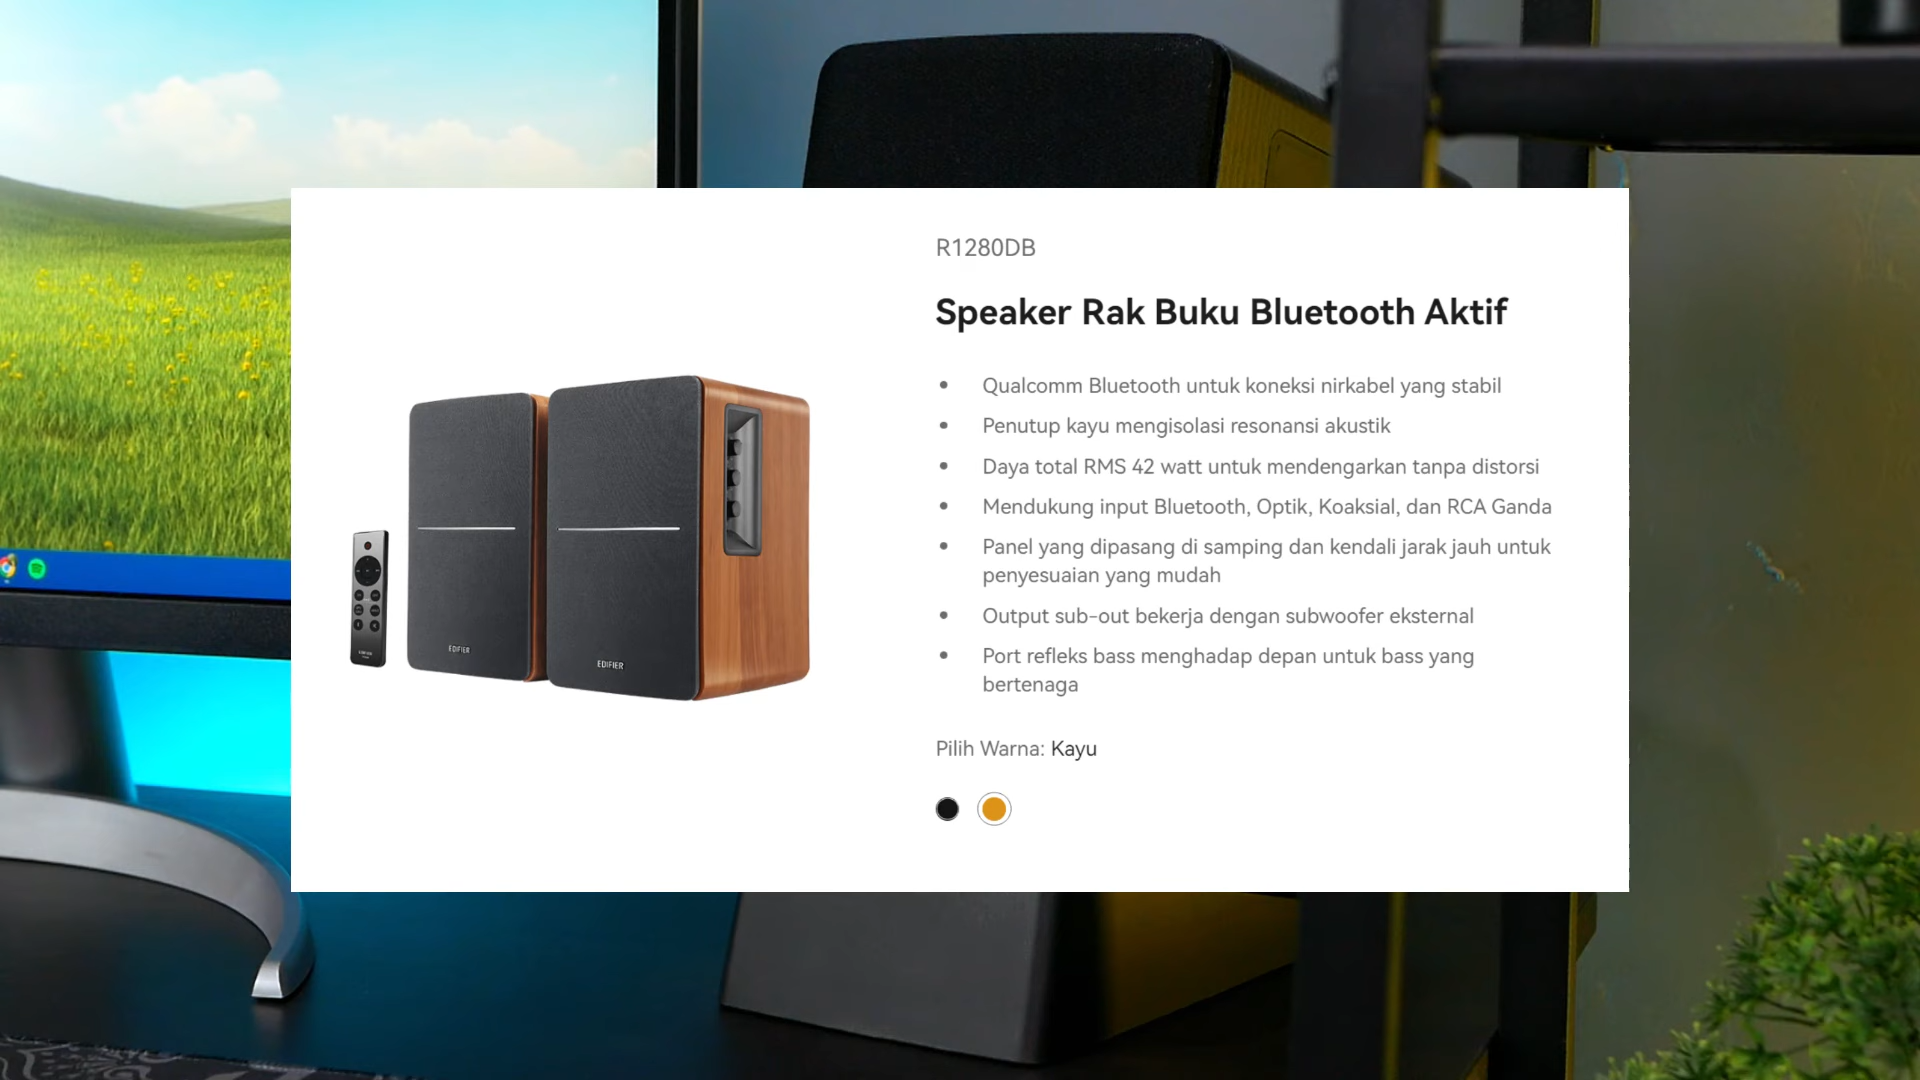 R1280DB
Speaker Rak Buku Bluetooth Aktif
• Qualcomm Bluetooth untuk koneksi nirkabel yang stabil
• Penutup kayu mengisolasi resonansi akustik
• Daya total RMS 42 watt untuk mendengarkan tanpa distorsi
• Mendukung input Bluetooth, Optik, Koaksial, dan RCA Ganda
• Panel yang dipasang di samping dan kendali jarak jauh untuk
penyesuaian yang mudah
• Output sub-out bekerja dengan subwoofer eksternal
• Port refleks bass menghadap depan untuk bass yang
bertenaga
Pilih Warna: Kayu
EDIFIER
EDIFIER